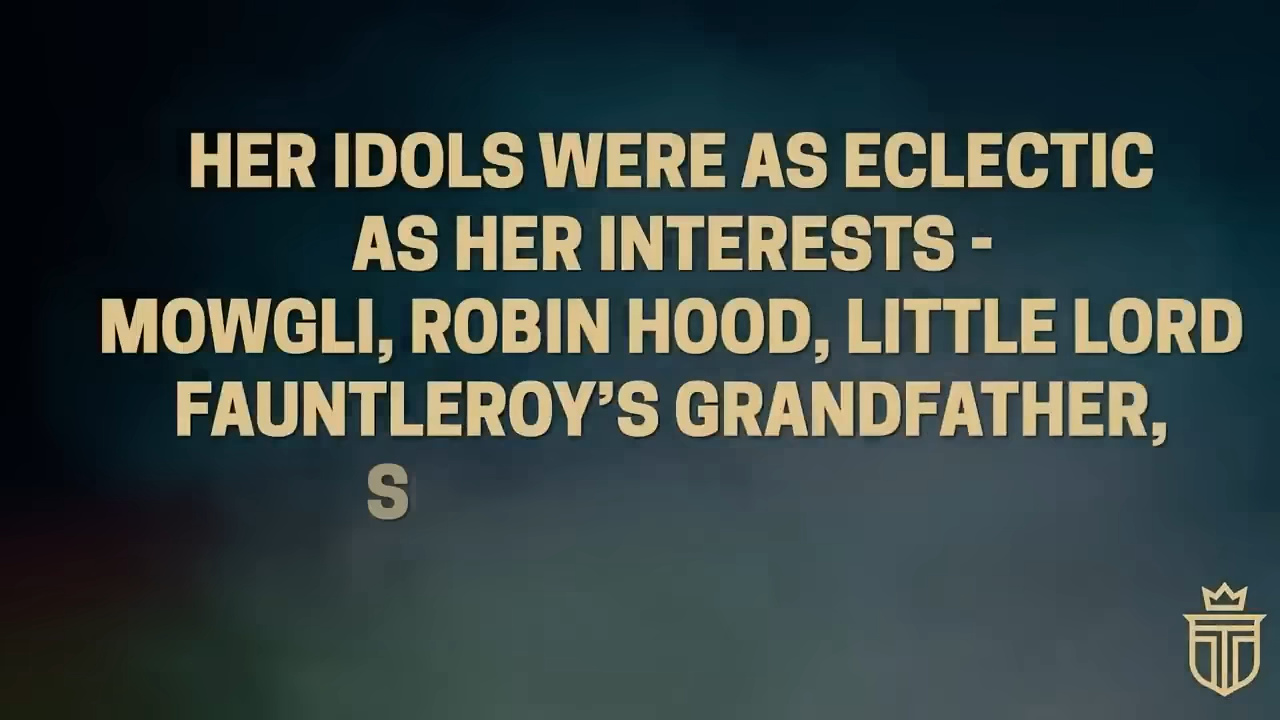 HER IDOLS WERE AS ECLECTIC
AS HER INTERESTS -
MOWGLI, ROBIN HOOD, LITTLE LORD
FAUNTLEROY’S GRANDFATHER,
S